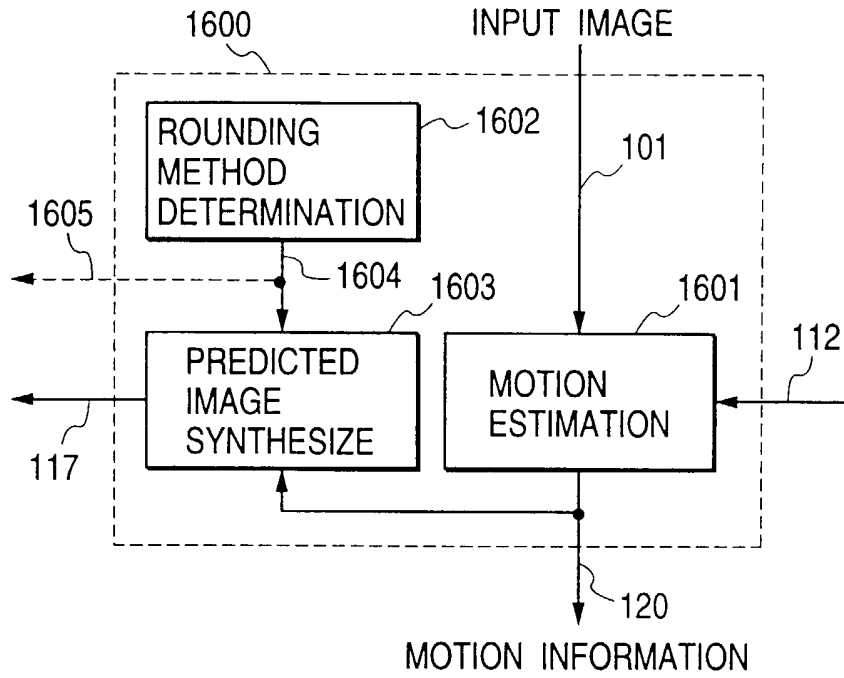 INPUT IMAGE
1600
ROUNDING
METHOD
DETERMINATION
1602
101
1605
1604
1603
1601
PREDICTED
IMAGE
SYNTHESIZE
MOTION
ESTIMATION
112
117
120
MOTION INFORMATION